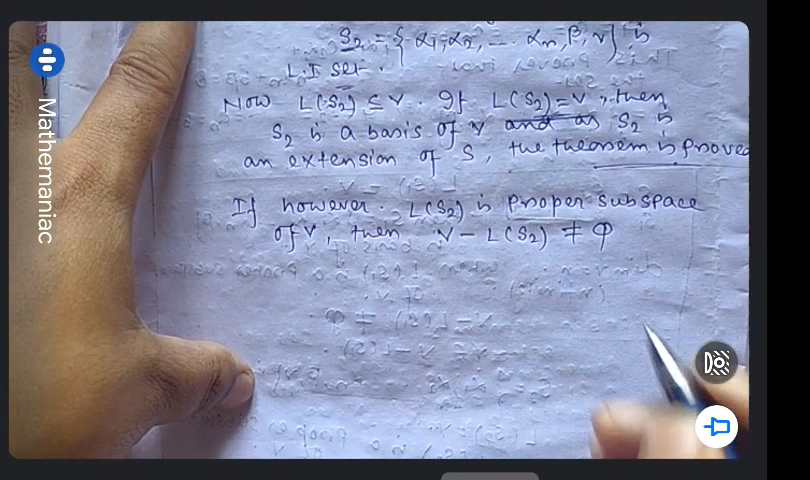 S₂ = {α₁, α₂, ... αₙ, β, γ} is
L.I set.
Now L(S₂) ⊆ V. If L(S₂) = V, then
S₂ is a basis of V and as S₂ is
an extension of S, the theorem is proved
If however L(S₂) is proper subspace
of V, then V - L(S₂) ≠ φ
Mathemaniac